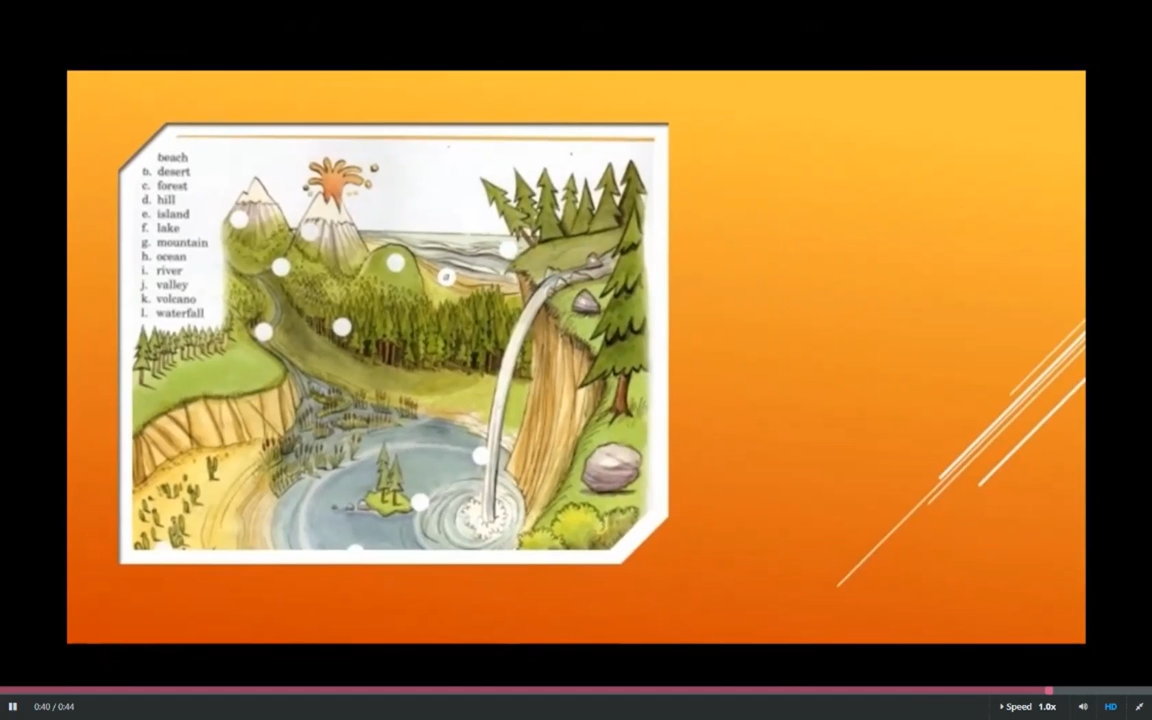 beach
b. desert
c. forest
d. hill
e. island
f. lake
g. mountain
h. ocean
i. river
j. valley
k. volcano
l. waterfall
a
0:40 / 0:44
Speed 1.0x
HD